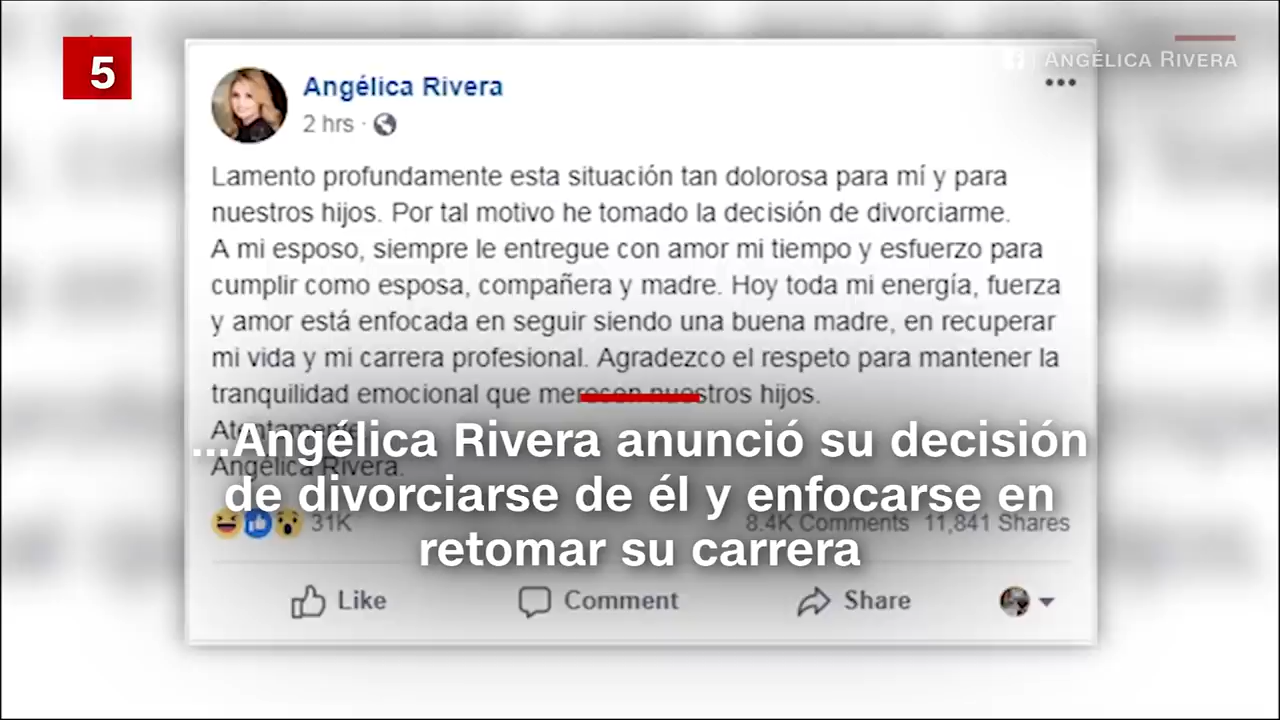 5
ANGÉLICA RIVERA
Angélica Rivera
2 hrs ·
Lamento profundamente esta situación tan dolorosa para mí y para
nuestros hijos. Por tal motivo he tomado la decisión de divorciarme.
A mi esposo, siempre le entregue con amor mi tiempo y esfuerzo para
cumplir como esposa, compañera y madre. Hoy toda mi energía, fuerza
y amor está enfocada en seguir siendo una buena madre, en recuperar
mi vida y mi carrera profesional. Agradezco el respeto para mantener la
tranquilidad emocional que merecen nuestros hijos.
Atentamente
Angélica Rivera.
...Angélica Rivera anunció su decisión
de divorciarse de él y enfocarse en
retomar su carrera
31K
8.4K Comments 11,841 Shares
Like Comment Share